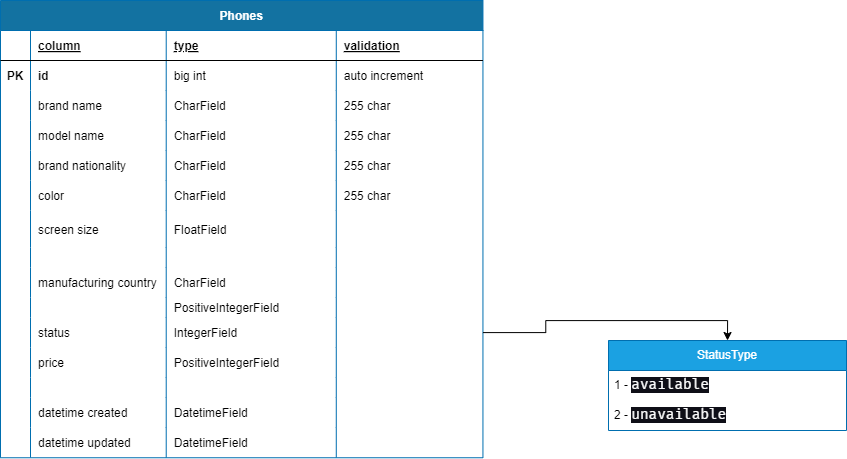 Phones
column type validation
PK id big int auto increment
brand name CharField 255 char
model name CharField 255 char
brand nationality CharField 255 char
color CharField 255 char
screen size FloatField
manufacturing country CharField
PositiveIntegerField
status IntegerField
price PositiveIntegerField
datetime created DatetimeField
datetime updated DatetimeField
StatusType
1 - available
2 - unavailable